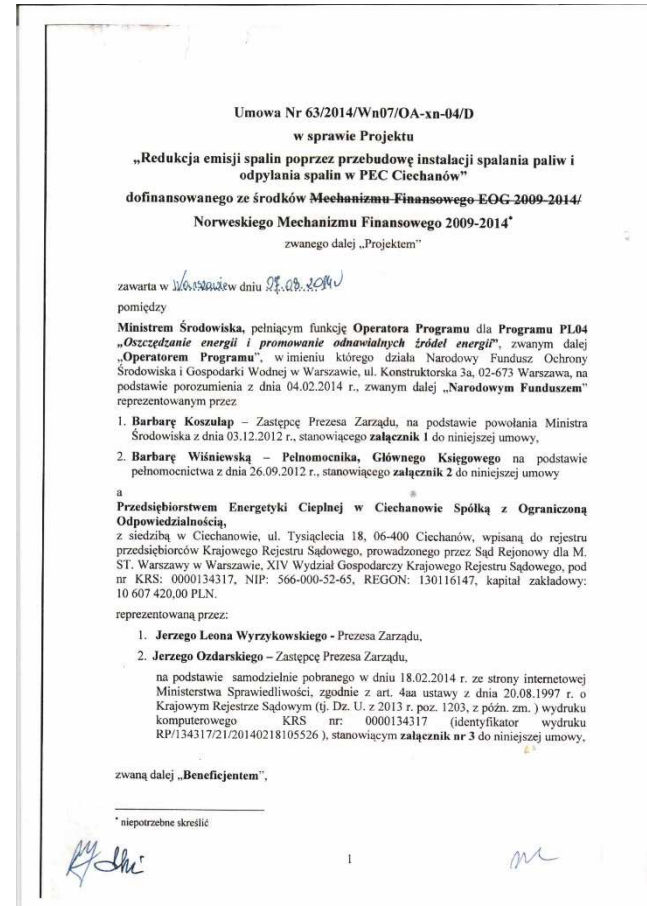 Umowa Nr 63/2014/Wn07/OA-xn-04/D
w sprawie Projektu
„Redukcja emisji spalin poprzez przebudowę instalacji spalania paliw i
odpylania spalin w PEC Ciechanów”
dofinansowanego ze środków Mechanizmu Finansowego EOG 2009-2014/
Norweskiego Mechanizmu Finansowego 2009-2014*
zwanego dalej „Projektem”
zawarta w Warszawie w dniu 27.08.2014
pomiędzy
Ministrem Środowiska, pełniącym funkcję Operatora Programu dla Programu PL04
„Oszczędzanie energii i promowanie odnawialnych źródeł energii”, zwanym dalej
„Operatorem Programu”, w imieniu którego działa Narodowy Fundusz Ochrony
Środowiska i Gospodarki Wodnej w Warszawie, ul. Konstruktorska 3a, 02-673 Warszawa, na
podstawie porozumienia z dnia 04.02.2014 r., zwanym dalej „Narodowym Funduszem”
reprezentowanym przez
1. Barbarę Koszułap – Zastępcę Prezesa Zarządu, na podstawie powołania Ministra
Środowiska z dnia 03.12.2012 r., stanowiącego załącznik 1 do niniejszej umowy,
2. Barbarę Wiśniewską – Pełnomocnika, Głównego Księgowego na podstawie
pełnomocnictwa z dnia 26.09.2012 r., stanowiącego załącznik 2 do niniejszej umowy
a
Przedsiębiorstwem Energetyki Cieplnej w Ciechanowie Spółką z Ograniczoną
Odpowiedzialnością,
z siedzibą w Ciechanowie, ul. Tysiąclecia 18, 06-400 Ciechanów, wpisaną do rejestru
przedsiębiorców Krajowego Rejestru Sądowego, prowadzonego przez Sąd Rejonowy dla M.
ST. Warszawy w Warszawie, XIV Wydział Gospodarczy Krajowego Rejestru Sądowego, pod
nr KRS: 0000134317, NIP: 566-000-52-65, REGON: 130116147, kapitał zakładowy:
10 607 420,00 PLN.
reprezentowaną przez:
1. Jerzego Leona Wyrzykowskiego - Prezesa Zarządu,
2. Jerzego Ozdarskiego – Zastępcę Prezesa Zarządu,
na podstawie samodzielnie pobranego w dniu 18.02.2014 r. ze strony internetowej
Ministerstwa Sprawiedliwości, zgodnie z art. 4aa ustawy z dnia 20.08.1997 r. o
Krajowym Rejestrze Sądowym (tj. Dz. U. z 2013 r. poz. 1203, z późn. zm. ) wydruku
komputerowego KRS nr: 0000134317 (identyfikator wydruku
RP/134317/21/20140218105526 ), stanowiącym załącznik nr 3 do niniejszej umowy,
zwaną dalej „Beneficjentem”,
* niepotrzebne skreślić
1